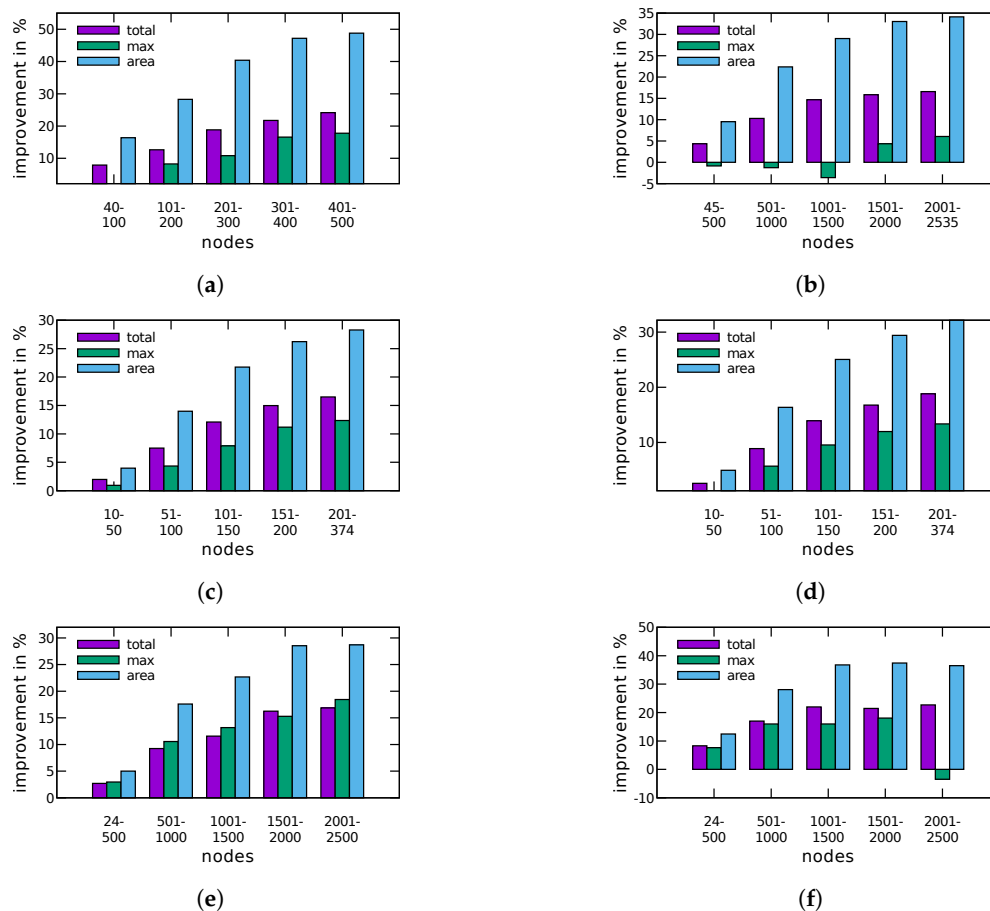 improvement in %
50
40
30
20
10
total
max
area
40-100
101-200
201-300
301-400
401-500
nodes
(a)
improvement in %
35
30
25
20
15
10
5
0
-5
total
max
area
45-500
501-1000
1001-1500
1501-2000
2001-2535
nodes
(b)
improvement in %
30
25
20
15
10
5
0
total
max
area
10-50
51-100
101-150
151-200
201-374
nodes
(c)
improvement in %
30
20
10
total
max
area
10-50
51-100
101-150
151-200
201-374
nodes
(d)
improvement in %
30
25
20
15
10
5
0
total
max
area
24-500
501-1000
1001-1500
1501-2000
2001-2500
nodes
(e)
improvement in %
50
40
30
20
10
0
-10
total
max
area
24-500
501-1000
1001-1500
1501-2000
2001-2500
nodes
(f)